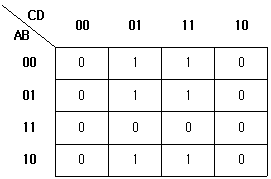 CD
AB
00 01 11 10
00 0 1 1 0
01 0 1 1 0
11 0 0 0 0
10 0 1 1 0